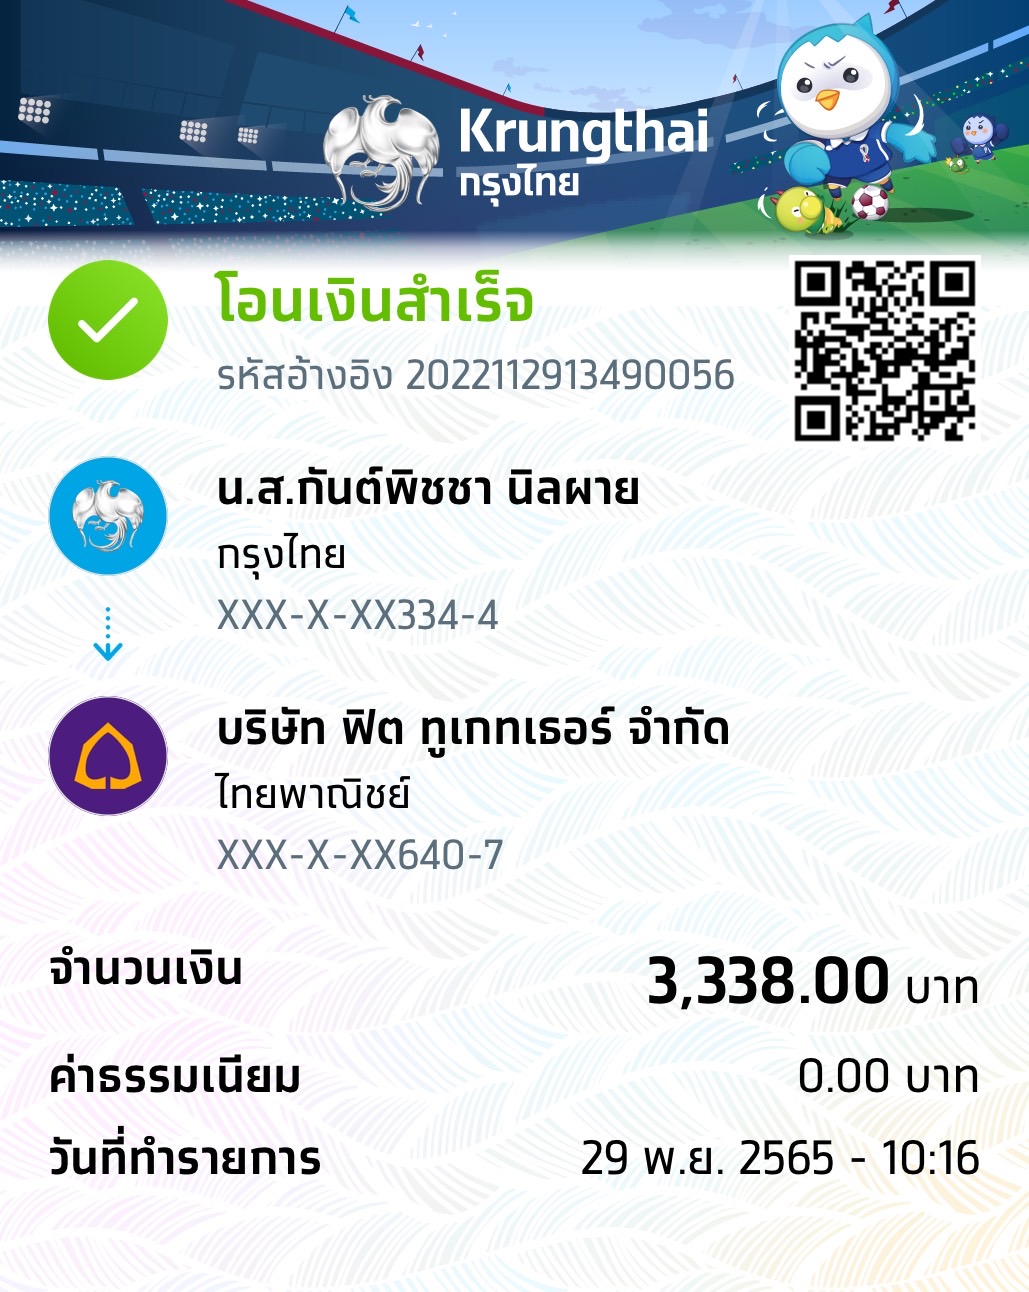 Krungthai
กรุงไทย
โอนเงินสำเร็จ
รหัสอ้างอิง 2022112913490056
น.ส.กันต์พิชชา นิลผาย
กรุงไทย
XXX-X-XX334-4
บริษัท ฟิต ทูเกทเธอร์ จำกัด
ไทยพาณิชย์
XXX-X-XX640-7
จำนวนเงิน 3,338.00 บาท
ค่าธรรมเนียม 0.00 บาท
วันที่ทำรายการ 29 พ.ย. 2565 - 10:16